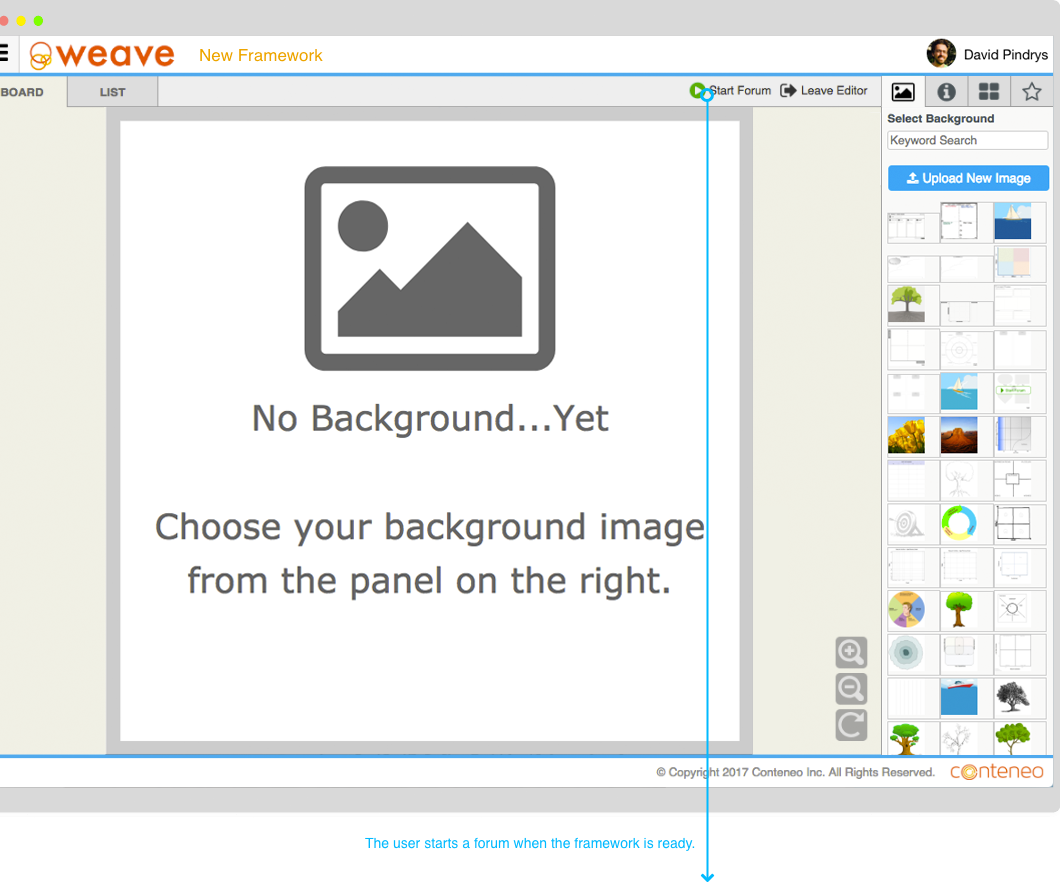 weave
New Framework
David Pindrys
BOARD
LIST
Start Forum
Leave Editor
Select Background
Keyword Search
Upload New Image
No Background...Yet
Choose your background image
from the panel on the right.
© Copyright 2017 Conteneo Inc. All Rights Reserved.
conteneo
The user starts a forum when the framework is ready.